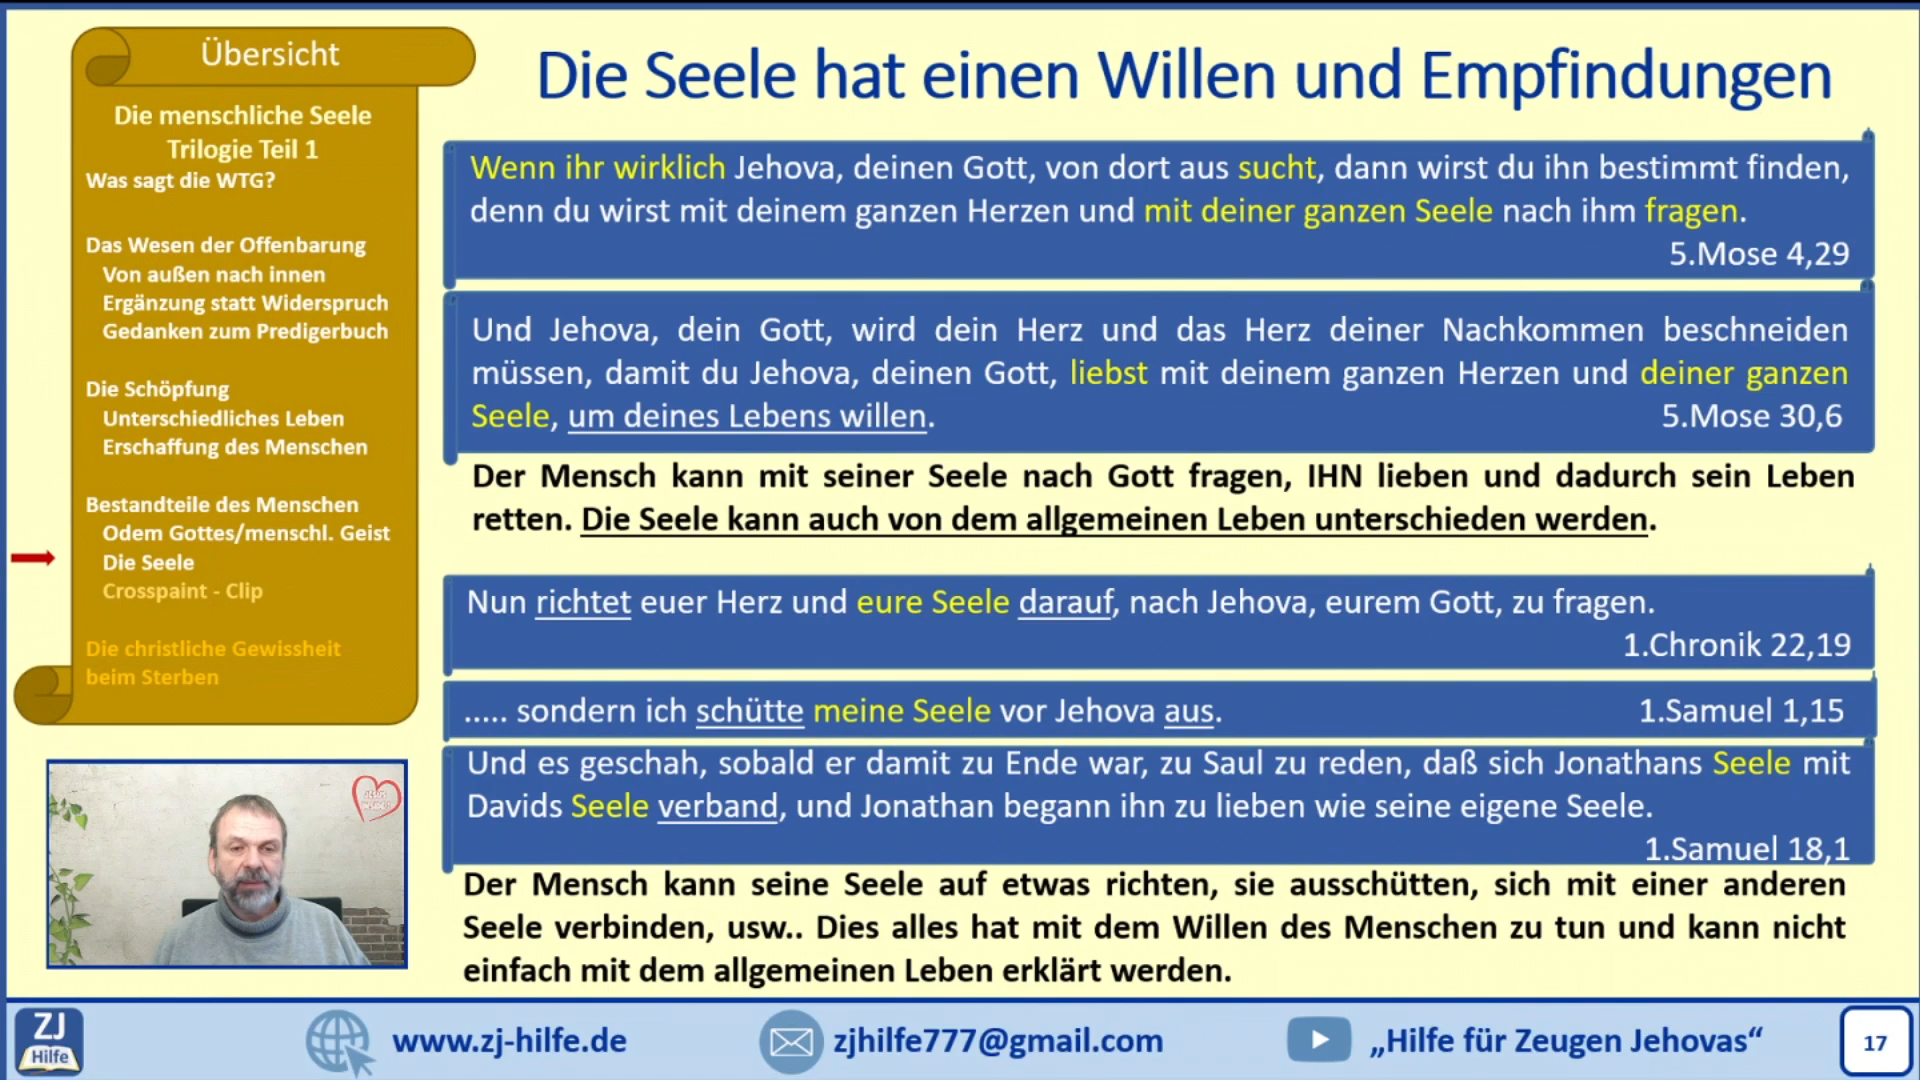 Übersicht
Die menschliche Seele
Trilogie Teil 1
Was sagt die WTG?
Das Wesen der Offenbarung
Von außen nach innen
Ergänzung statt Widerspruch
Gedanken zum Predigerbuch
Die Schöpfung
Unterschiedliches Leben
Erschaffung des Menschen
Bestandteile des Menschen
Odem Gottes/menschl. Geist
Die Seele
Crosspaint - Clip
Die christliche Gewissheit
beim Sterben
Die Seele hat einen Willen und Empfindungen
Wenn ihr wirklich Jehova, deinen Gott, von dort aus sucht, dann wirst du ihn bestimmt finden,
denn du wirst mit deinem ganzen Herzen und mit deiner ganzen Seele nach ihm fragen.
5.Mose 4,29
Und Jehova, dein Gott, wird dein Herz und das Herz deiner Nachkommen beschneiden
müssen, damit du Jehova, deinen Gott, liebst mit deinem ganzen Herzen und deiner ganzen
Seele, um deines Lebens willen. 5.Mose 30,6
Der Mensch kann mit seiner Seele nach Gott fragen, IHN lieben und dadurch sein Leben
retten. Die Seele kann auch von dem allgemeinen Leben unterschieden werden.
Nun richtet euer Herz und eure Seele darauf, nach Jehova, eurem Gott, zu fragen.
1.Chronik 22,19
..... sondern ich schütte meine Seele vor Jehova aus. 1.Samuel 1,15
Und es geschah, sobald er damit zu Ende war, zu Saul zu reden, daß sich Jonathans Seele mit
Davids Seele verband, und Jonathan begann ihn zu lieben wie seine eigene Seele.
1.Samuel 18,1
Der Mensch kann seine Seele auf etwas richten, sie ausschütten, sich mit einer anderen
Seele verbinden, usw.. Dies alles hat mit dem Willen des Menschen zu tun und kann nicht
einfach mit dem allgemeinen Leben erklärt werden.
ZJ
Hilfe
www.zj-hilfe.de
zjhilfe777@gmail.com
„Hilfe für Zeugen Jehovas“
17